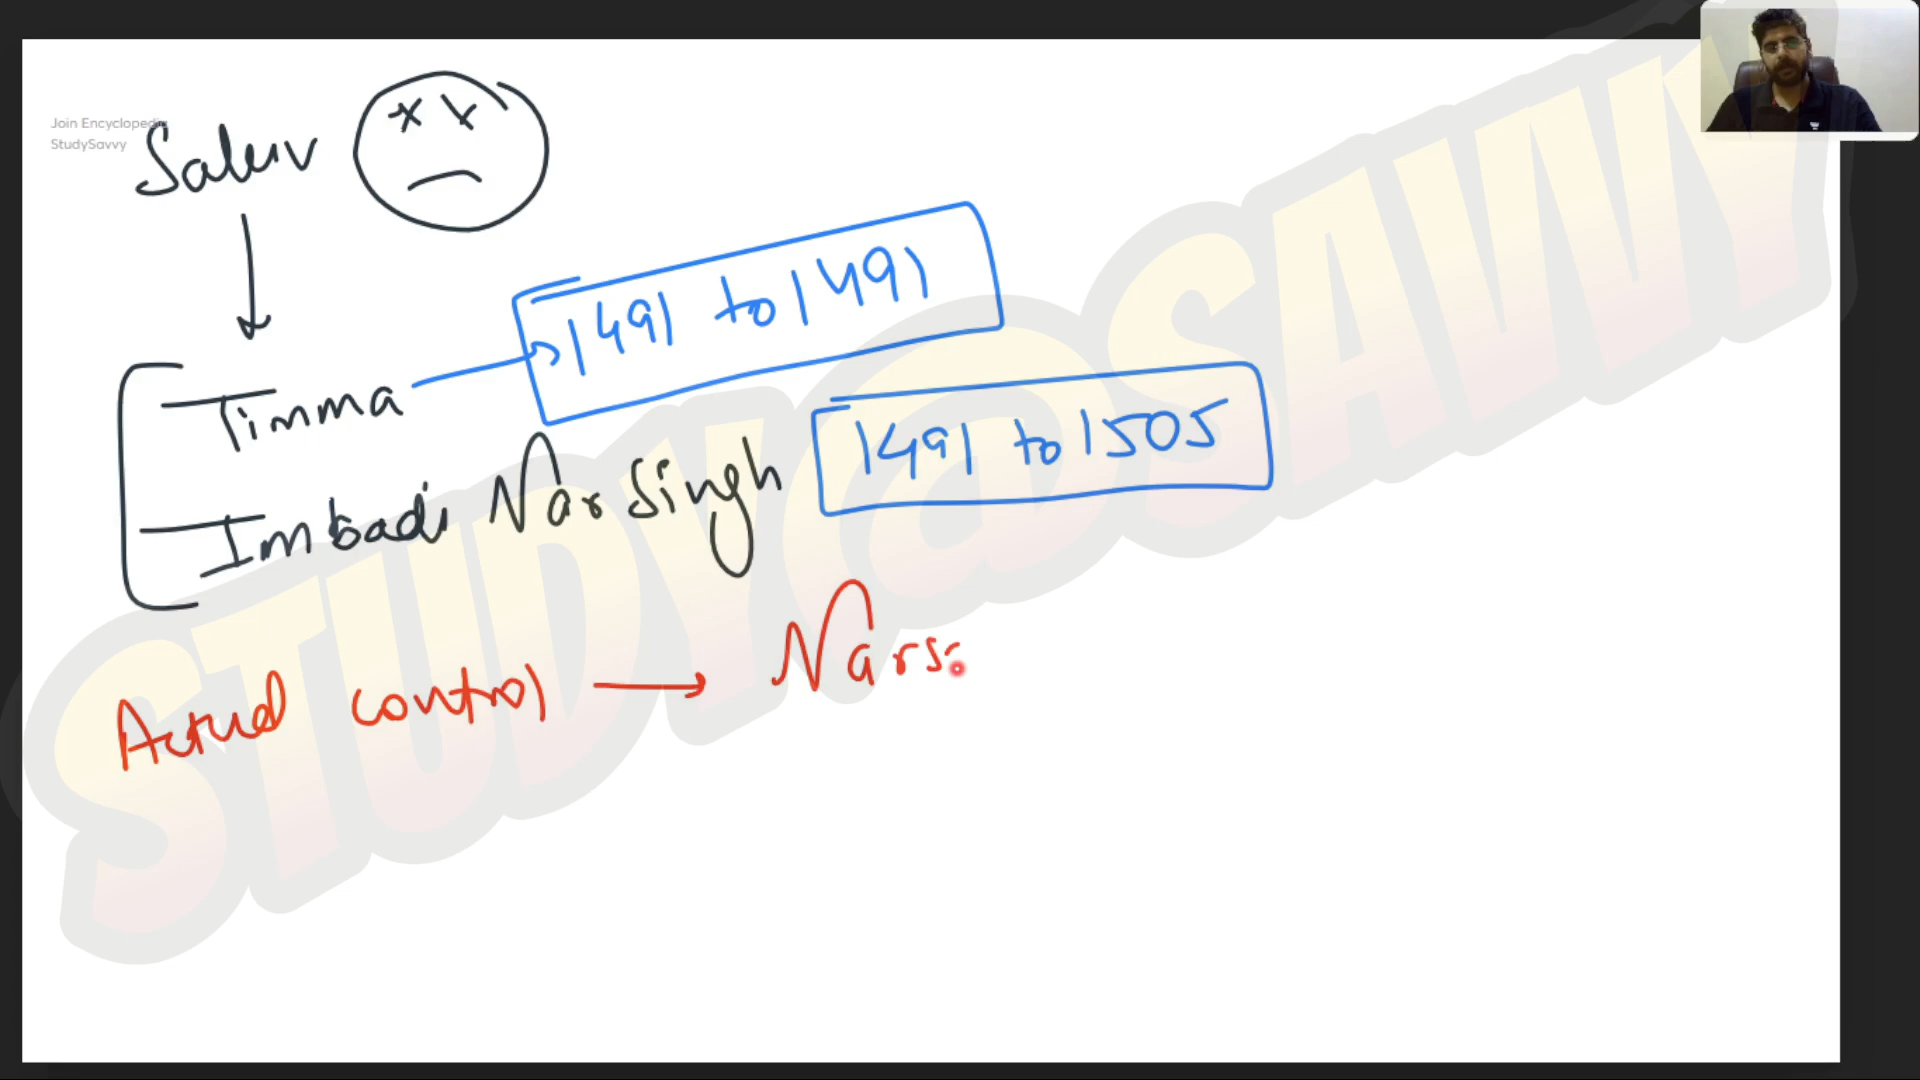 Join Encyclopedia
StudySavvy
Saluv
1491 to 1491
Timma
1491 to 1505
Imbadi Narsingh
Actual control → Nars
STUDY@SAVVY